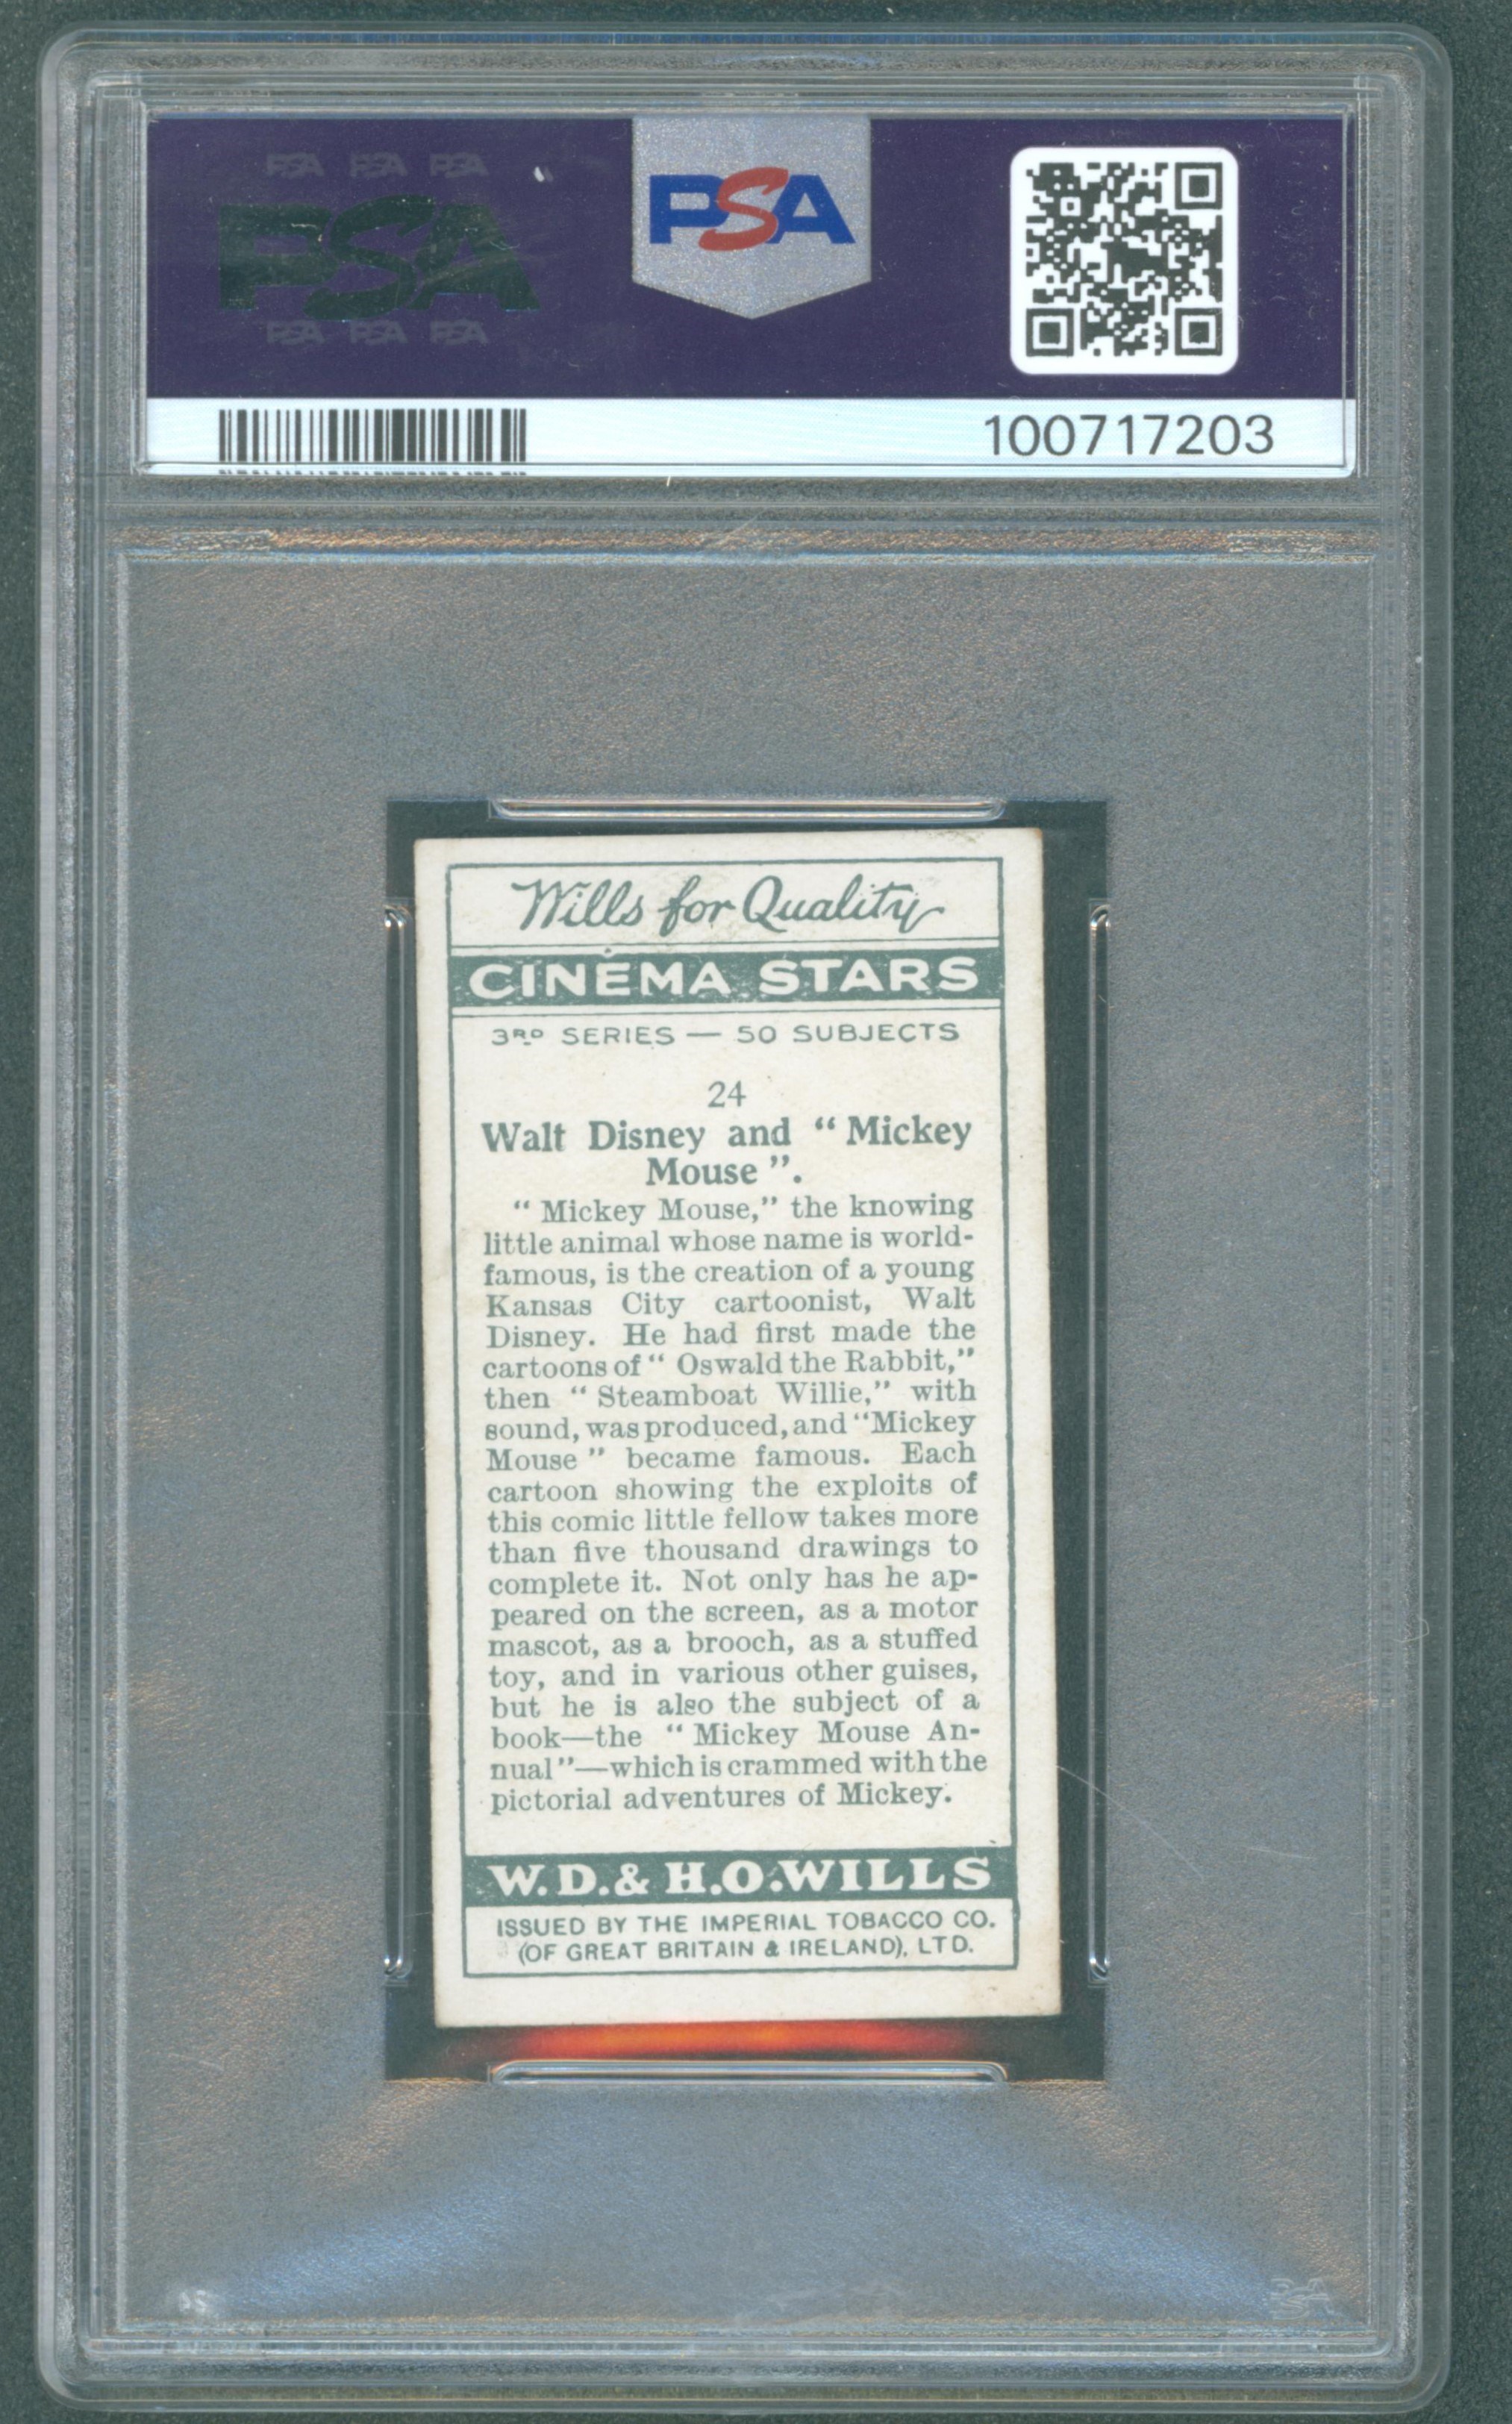 PSA PSA PSA
PSA
PSA PSA PSA
PSA
100717203
Wills for Quality
CINEMA STARS
3RD SERIES — 50 SUBJECTS
24
Walt Disney and “ Mickey
Mouse ”.
“ Mickey Mouse,” the knowing
little animal whose name is world-
famous, is the creation of a young
Kansas City cartoonist, Walt
Disney. He had first made the
cartoons of “ Oswald the Rabbit,”
then “ Steamboat Willie,” with
sound, was produced, and “Mickey
Mouse ” became famous. Each
cartoon showing the exploits of
this comic little fellow takes more
than five thousand drawings to
complete it. Not only has he ap-
peared on the screen, as a motor
mascot, as a brooch, as a stuffed
toy, and in various other guises,
but he is also the subject of a
book—the “ Mickey Mouse An-
nual”—which is crammed with the
pictorial adventures of Mickey.
W.D.& H.O.WILLS
ISSUED BY THE IMPERIAL TOBACCO CO.
(OF GREAT BRITAIN & IRELAND), LTD.